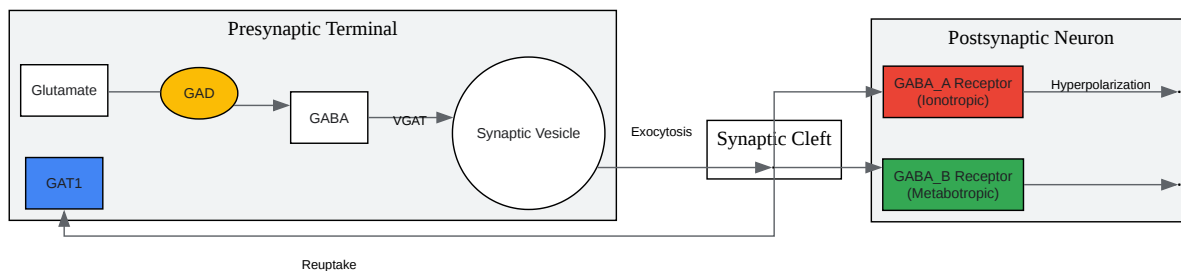 Presynaptic Terminal
Glutamate
GAD
GABA
VGAT
Synaptic Vesicle
GAT1
Exocytosis
Synaptic Cleft
Reuptake
Postsynaptic Neuron
GABA_A Receptor
(Ionotropic)
Hyperpolarization
GABA_B Receptor
(Metabotropic)